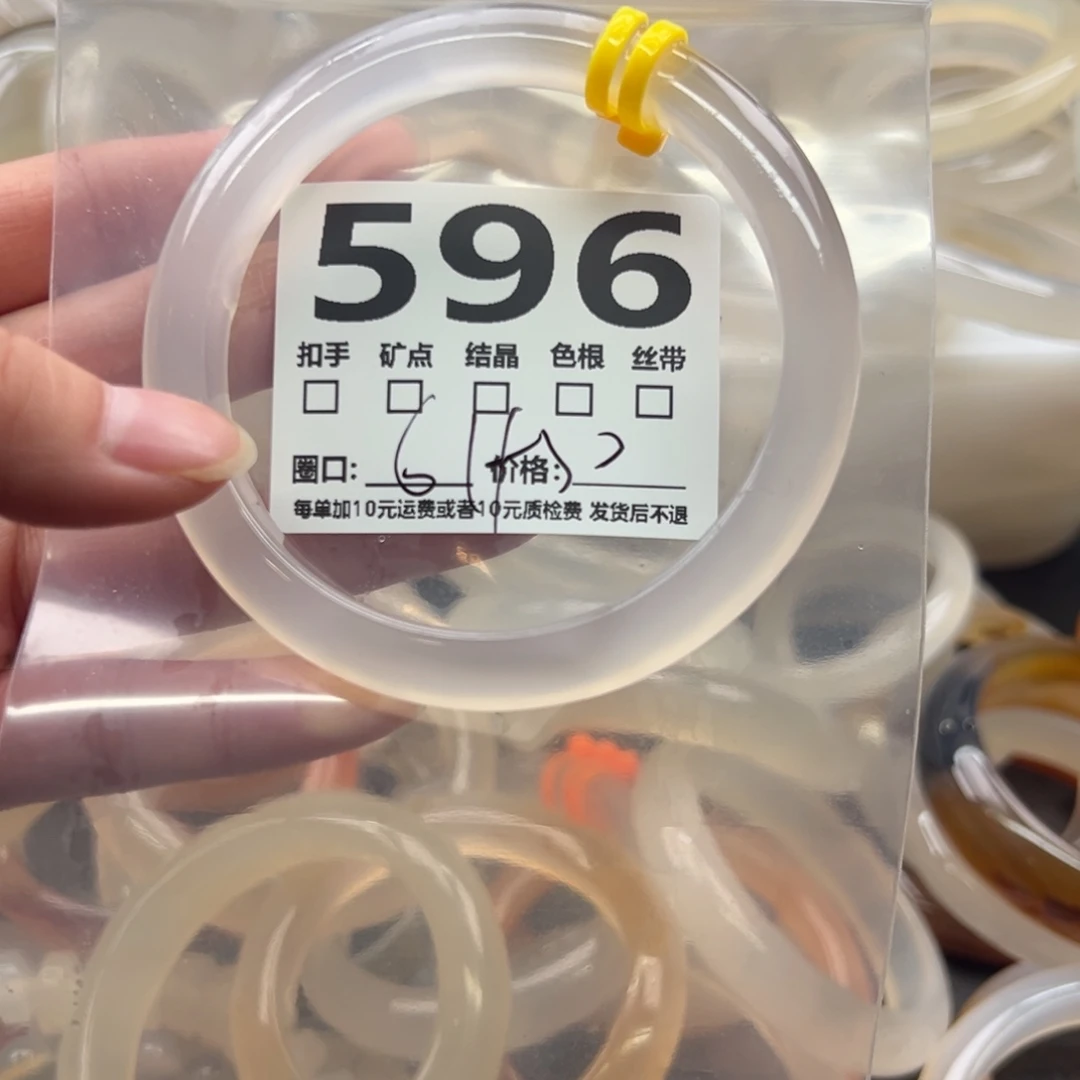 596
扣手 矿点 结晶 色根 丝带
圈口: 价格:
每单加10元运费或者10元质检费 发货后不退